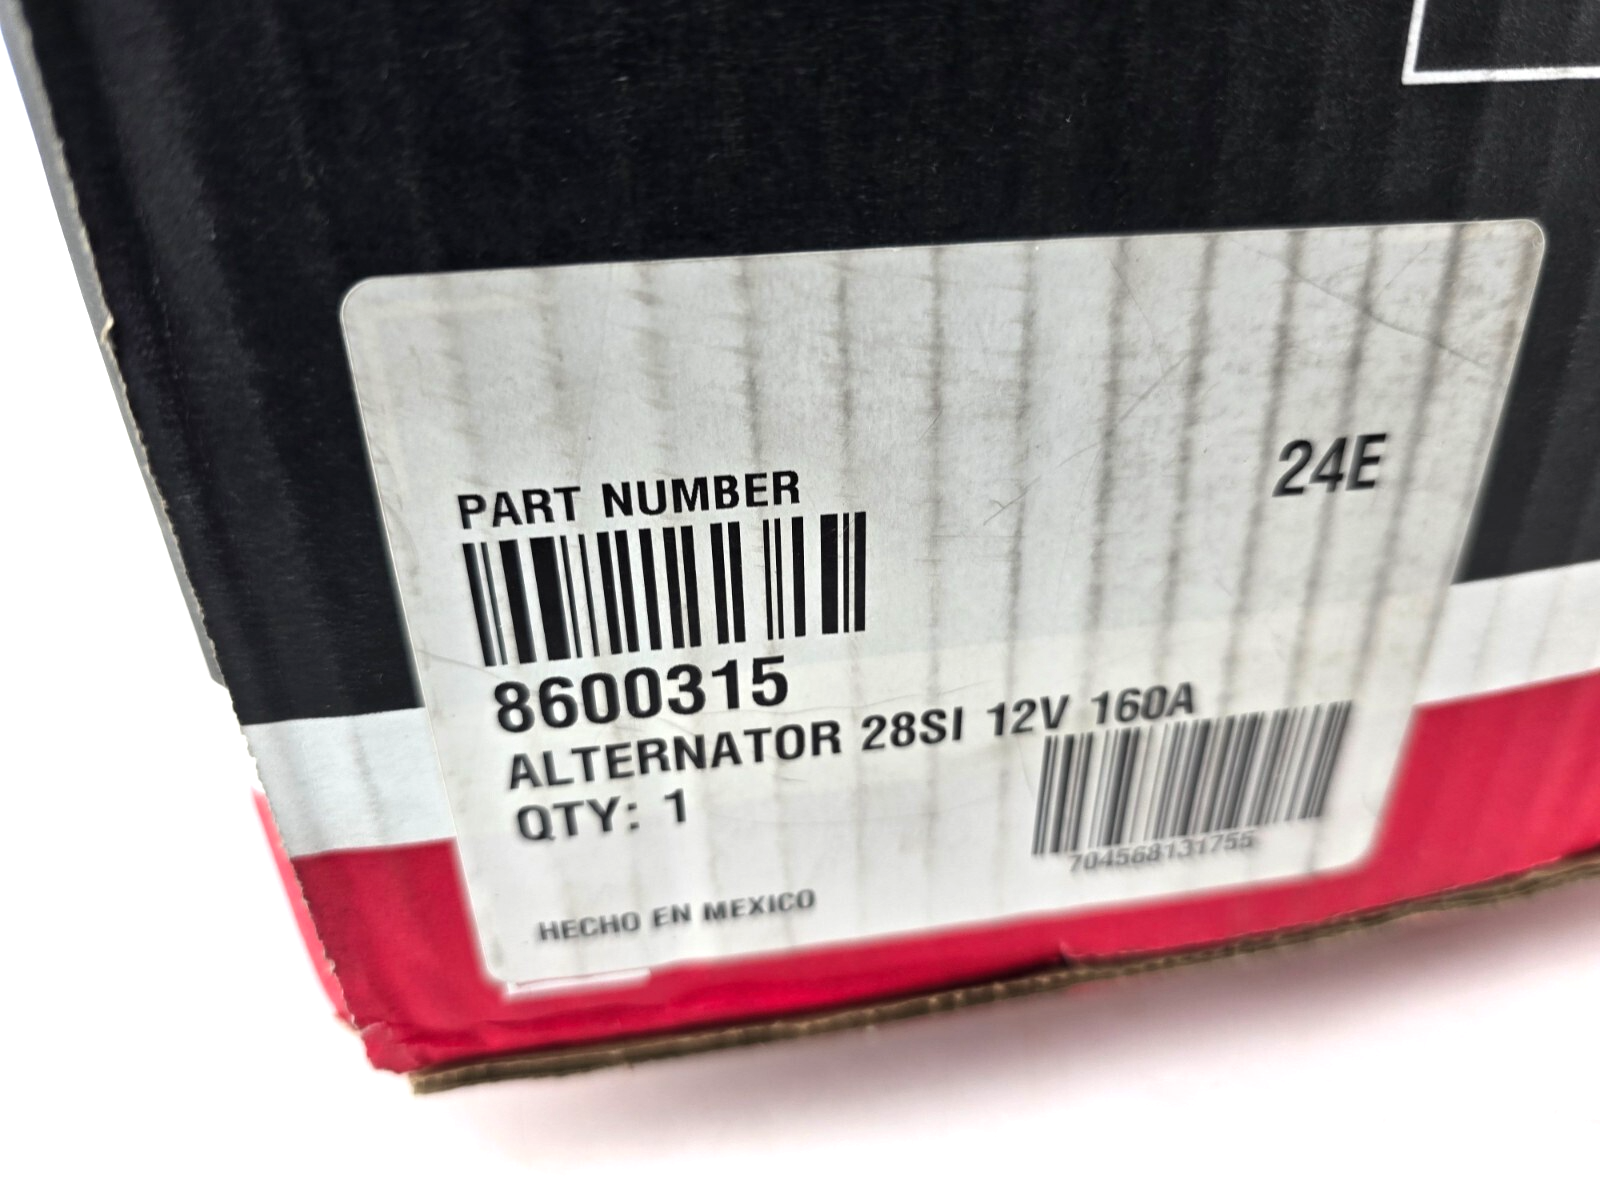 24E
PART NUMBER
8600315
ALTERNATOR 28SI 12V 160A
QTY: 1
704568131755
HECHO EN MEXICO